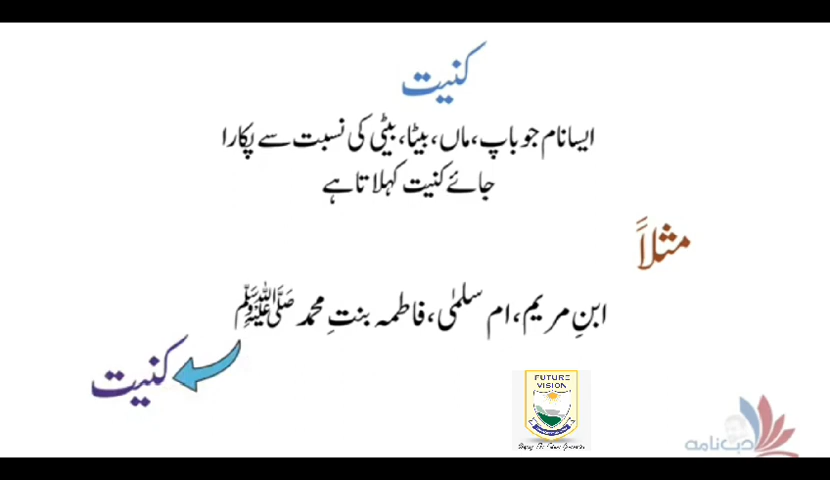 کنیت
ایسا نام جو باپ، ماں، بیٹا، بیٹی کی نسبت سے پکارا
جائے کنیت کہلاتا ہے
مثلاً
ابنِ مریم، ام سلمٰی، فاطمہ بنتِ محمد ﷺ
کنیت
FUTURE
VISION